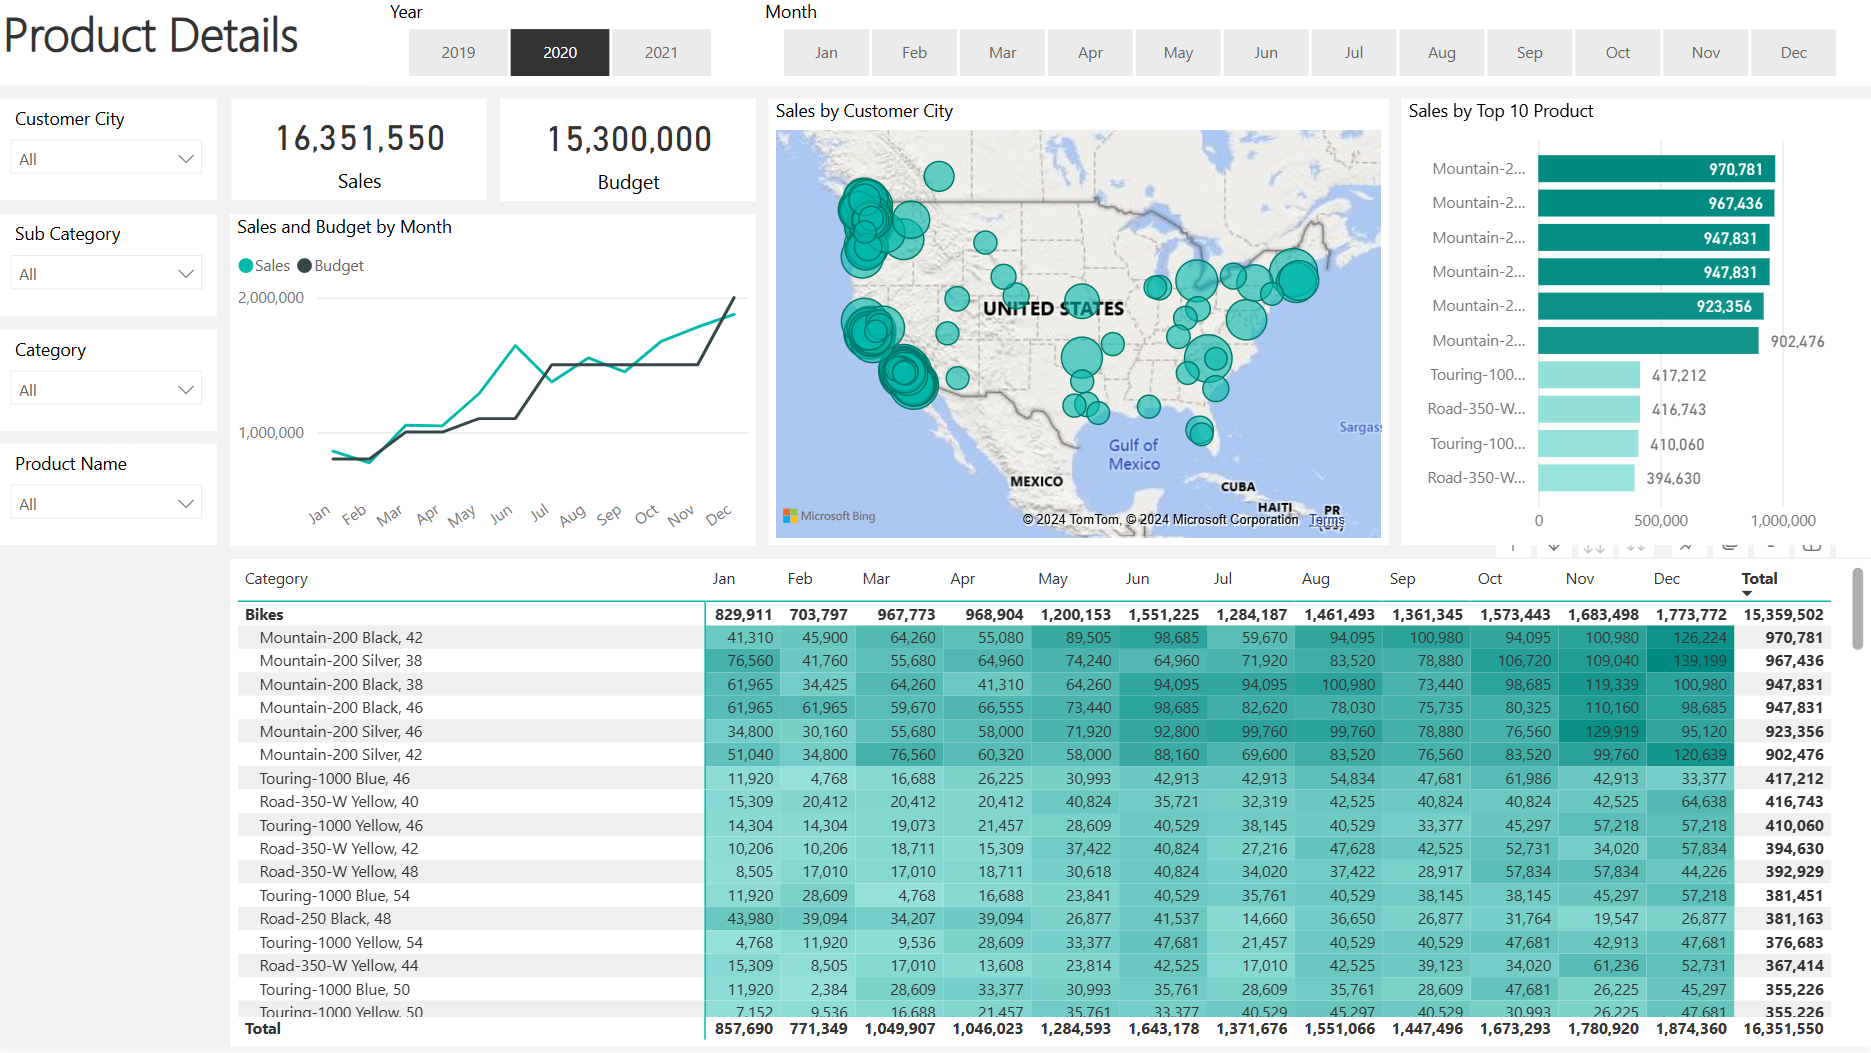 Product Details
Year
2019 2020 2021
Month
Jan Feb Mar Apr May Jun Jul Aug Sep Oct Nov Dec
Customer City
All
Sub Category
All
Category
All
Product Name
All
16,351,550
Sales
15,300,000
Budget
Sales and Budget by Month
Sales Budget
2,000,000
1,000,000
Jan Feb Mar Apr May Jun Jul Aug Sep Oct Nov Dec
Sales by Customer City
UNITED STATES
Sargass
Gulf of
Mexico
MEXICO
CUBA
HAITI
PR
(US)
Microsoft Bing
© 2024 TomTom, © 2024 Microsoft Corporation Terms
Sales by Top 10 Product
Mountain-2... 970,781
Mountain-2... 967,436
Mountain-2... 947,831
Mountain-2... 947,831
Mountain-2... 923,356
Mountain-2... 902,476
Touring-100... 417,212
Road-350-W... 416,743
Touring-100... 410,060
Road-350-W... 394,630
0 500,000 1,000,000
Category Jan Feb Mar Apr May Jun Jul Aug Sep Oct Nov Dec Total
Bikes 829,911 703,797 967,773 968,904 1,200,153 1,551,225 1,284,187 1,461,493 1,361,345 1,573,443 1,683,498 1,773,772 15,359,502
Mountain-200 Black, 42 41,310 45,900 64,260 55,080 89,505 98,685 59,670 94,095 100,980 94,095 100,980 126,224 970,781
Mountain-200 Silver, 38 76,560 41,760 55,680 64,960 74,240 64,960 71,920 83,520 78,880 106,720 109,040 139,199 967,436
Mountain-200 Black, 38 61,965 34,425 64,260 41,310 64,260 94,095 94,095 100,980 73,440 98,685 119,339 100,980 947,831
Mountain-200 Black, 46 61,965 61,965 59,670 66,555 73,440 98,685 82,620 78,030 75,735 80,325 110,160 98,685 947,831
Mountain-200 Silver, 46 34,800 30,160 55,680 58,000 71,920 92,800 99,760 99,760 78,880 76,560 129,919 95,120 923,356
Mountain-200 Silver, 42 51,040 34,800 76,560 60,320 58,000 88,160 69,600 83,520 76,560 83,520 99,760 120,639 902,476
Touring-1000 Blue, 46 11,920 4,768 16,688 26,225 30,993 42,913 42,913 54,834 47,681 61,986 42,913 33,377 417,212
Road-350-W Yellow, 40 15,309 20,412 20,412 20,412 40,824 35,721 32,319 42,525 40,824 40,824 42,525 64,638 416,743
Touring-1000 Yellow, 46 14,304 14,304 19,073 21,457 28,609 40,529 38,145 40,529 33,377 45,297 57,218 57,218 410,060
Road-350-W Yellow, 42 10,206 10,206 18,711 15,309 37,422 40,824 27,216 47,628 42,525 52,731 34,020 57,834 394,630
Road-350-W Yellow, 48 8,505 17,010 17,010 18,711 30,618 40,824 34,020 37,422 28,917 57,834 57,834 44,226 392,929
Touring-1000 Blue, 54 11,920 28,609 4,768 16,688 23,841 40,529 35,761 40,529 38,145 38,145 45,297 57,218 381,451
Road-250 Black, 48 43,980 39,094 34,207 39,094 26,877 41,537 14,660 36,650 26,877 31,764 19,547 26,877 381,163
Touring-1000 Yellow, 54 4,768 11,920 9,536 28,609 33,377 47,681 21,457 40,529 40,529 47,681 42,913 47,681 376,683
Road-350-W Yellow, 44 15,309 8,505 17,010 13,608 23,814 42,525 17,010 42,525 39,123 34,020 61,236 52,731 367,414
Touring-1000 Blue, 50 11,920 2,384 28,609 33,377 30,993 35,761 28,609 35,761 28,609 47,681 26,225 45,297 355,226
Touring-1000 Yellow, 50 7,152 9,536 16,688 21,457 35,761 33,377 40,529 45,297 40,529 30,993 26,225 47,681 355,226
Total 857,690 771,349 1,049,907 1,046,023 1,284,593 1,643,178 1,371,676 1,551,066 1,447,496 1,673,293 1,780,920 1,874,360 16,351,550